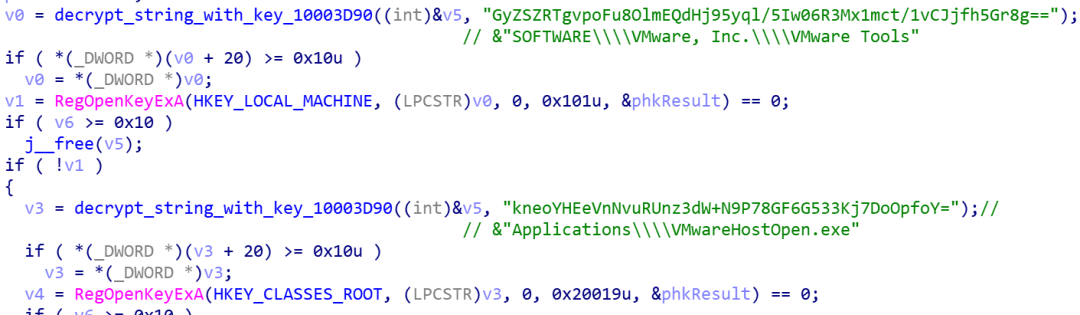 v0 = decrypt_string_with_key_10003D90((int)&v5, "GyZSZRTgvpoFu8OlmEQdHj95yql/5Iw06R3Mx1mct/1vCJjfh5Gr8g==");
// &"SOFTWARE\\\\VMware, Inc.\\\\VMware Tools"
if ( *(_DWORD *)(v0 + 20) >= 0x10u )
v0 = *(_DWORD *)v0;
v1 = RegOpenKeyExA(HKEY_LOCAL_MACHINE, (LPCSTR)v0, 0, 0x101u, &phkResult) == 0;
if ( v6 >= 0x10 )
j__free(v5);
if ( !v1 )
{
v3 = decrypt_string_with_key_10003D90((int)&v5, "kneoYHEeVnNvuRUnz3dW+N9P78GF6G533Kj7DoOpfoY=");//
// &"Applications\\\\VMwareHostOpen.exe"
if ( *(_DWORD *)(v3 + 20) >= 0x10u )
v3 = *(_DWORD *)v3;
v4 = RegOpenKeyExA(HKEY_CLASSES_ROOT, (LPCSTR)v3, 0, 0x20019u, &phkResult) == 0;
if ( v6 >= 0x10 )